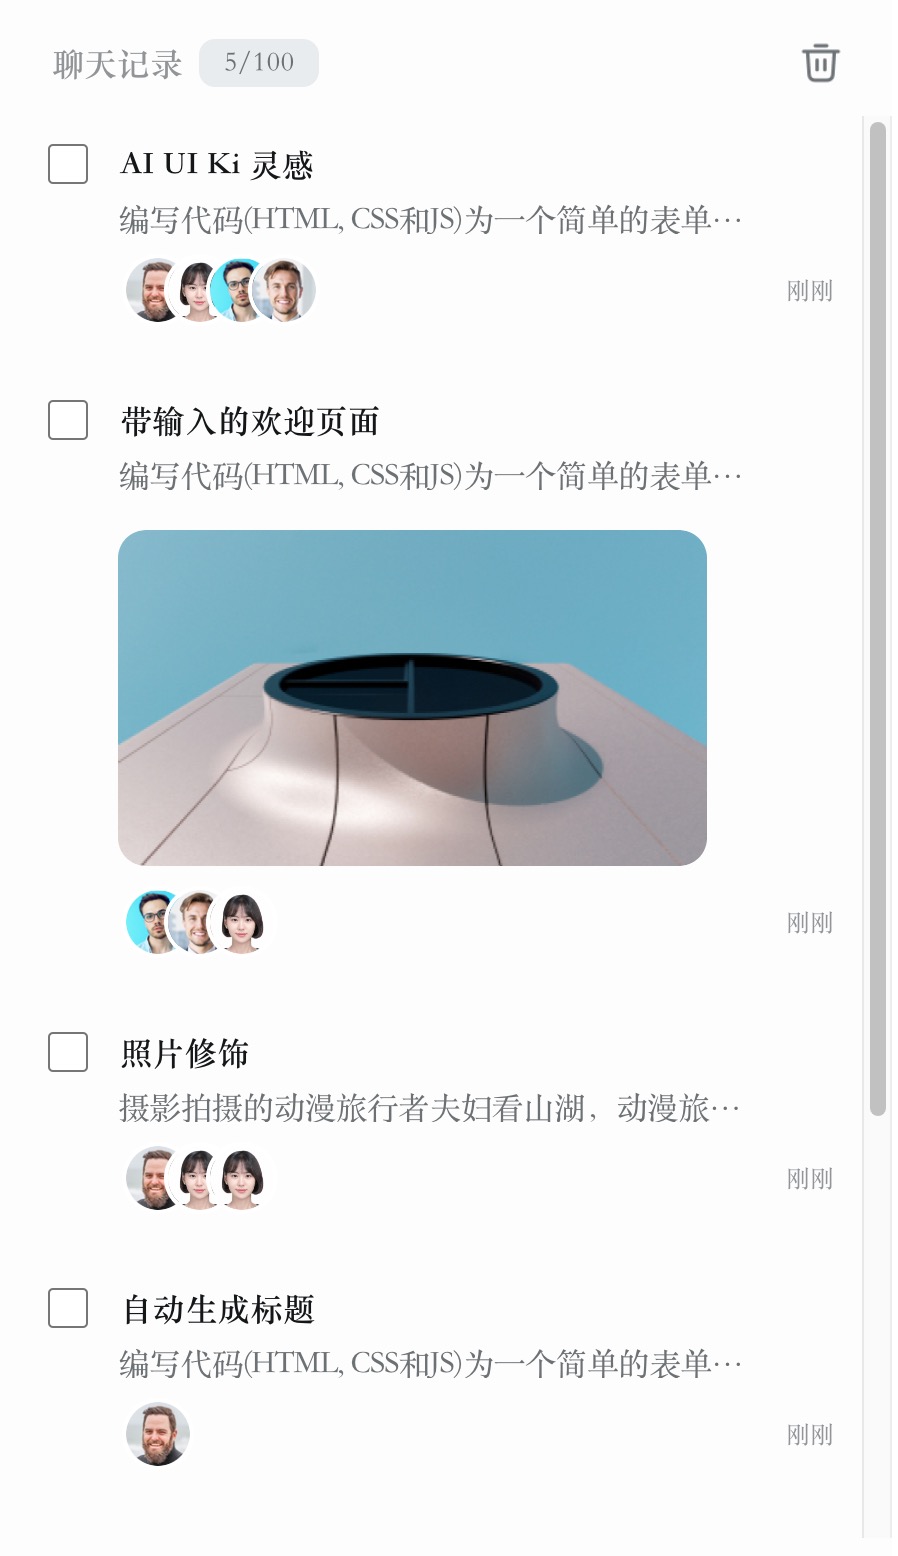 聊天记录 5/100
AI UI Ki 灵感
编写代码(HTML, CSS和JS)为一个简单的表单···
刚刚
带输入的欢迎页面
编写代码(HTML, CSS和JS)为一个简单的表单···
刚刚
照片修饰
摄影拍摄的动漫旅行者夫妇看山湖，动漫旅···
刚刚
自动生成标题
编写代码(HTML, CSS和JS)为一个简单的表单···
刚刚